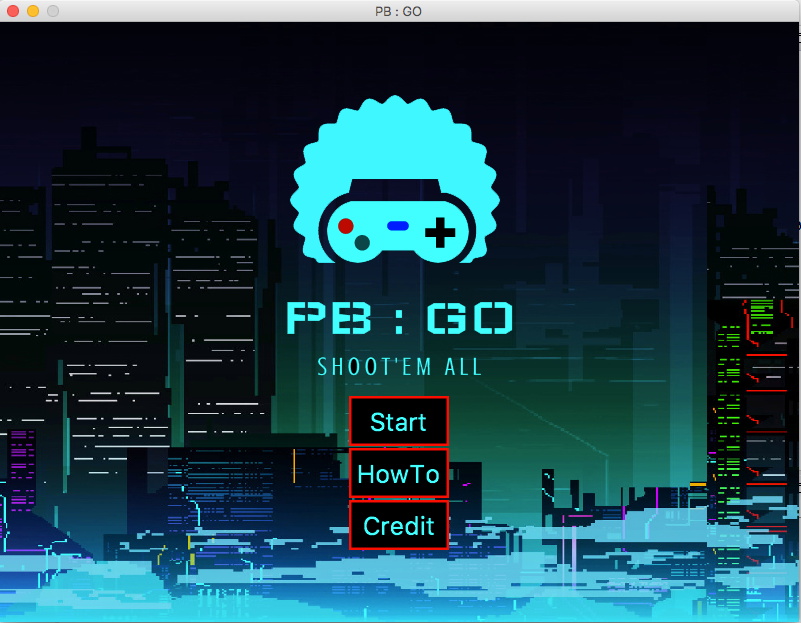 PB : GO
PB : GO
SHOOT'EM ALL
Start
HowTo
Credit